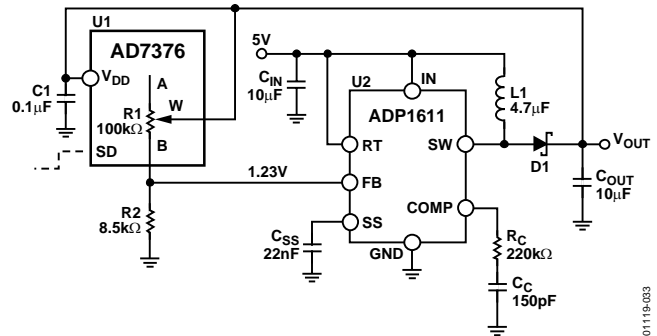 U1
AD7376
VDD
A
C1
0.1µF
R1
100kΩ
W
B
SD
R2
8.5kΩ
1.23V
5V
CIN
10µF
U2
IN
ADP1611
L1
4.7µF
RT
SW
D1
VOUT
FB
COMP
COUT
10µF
CSS
22nF
SS
GND
RC
220kΩ
CC
150pF
01119-033